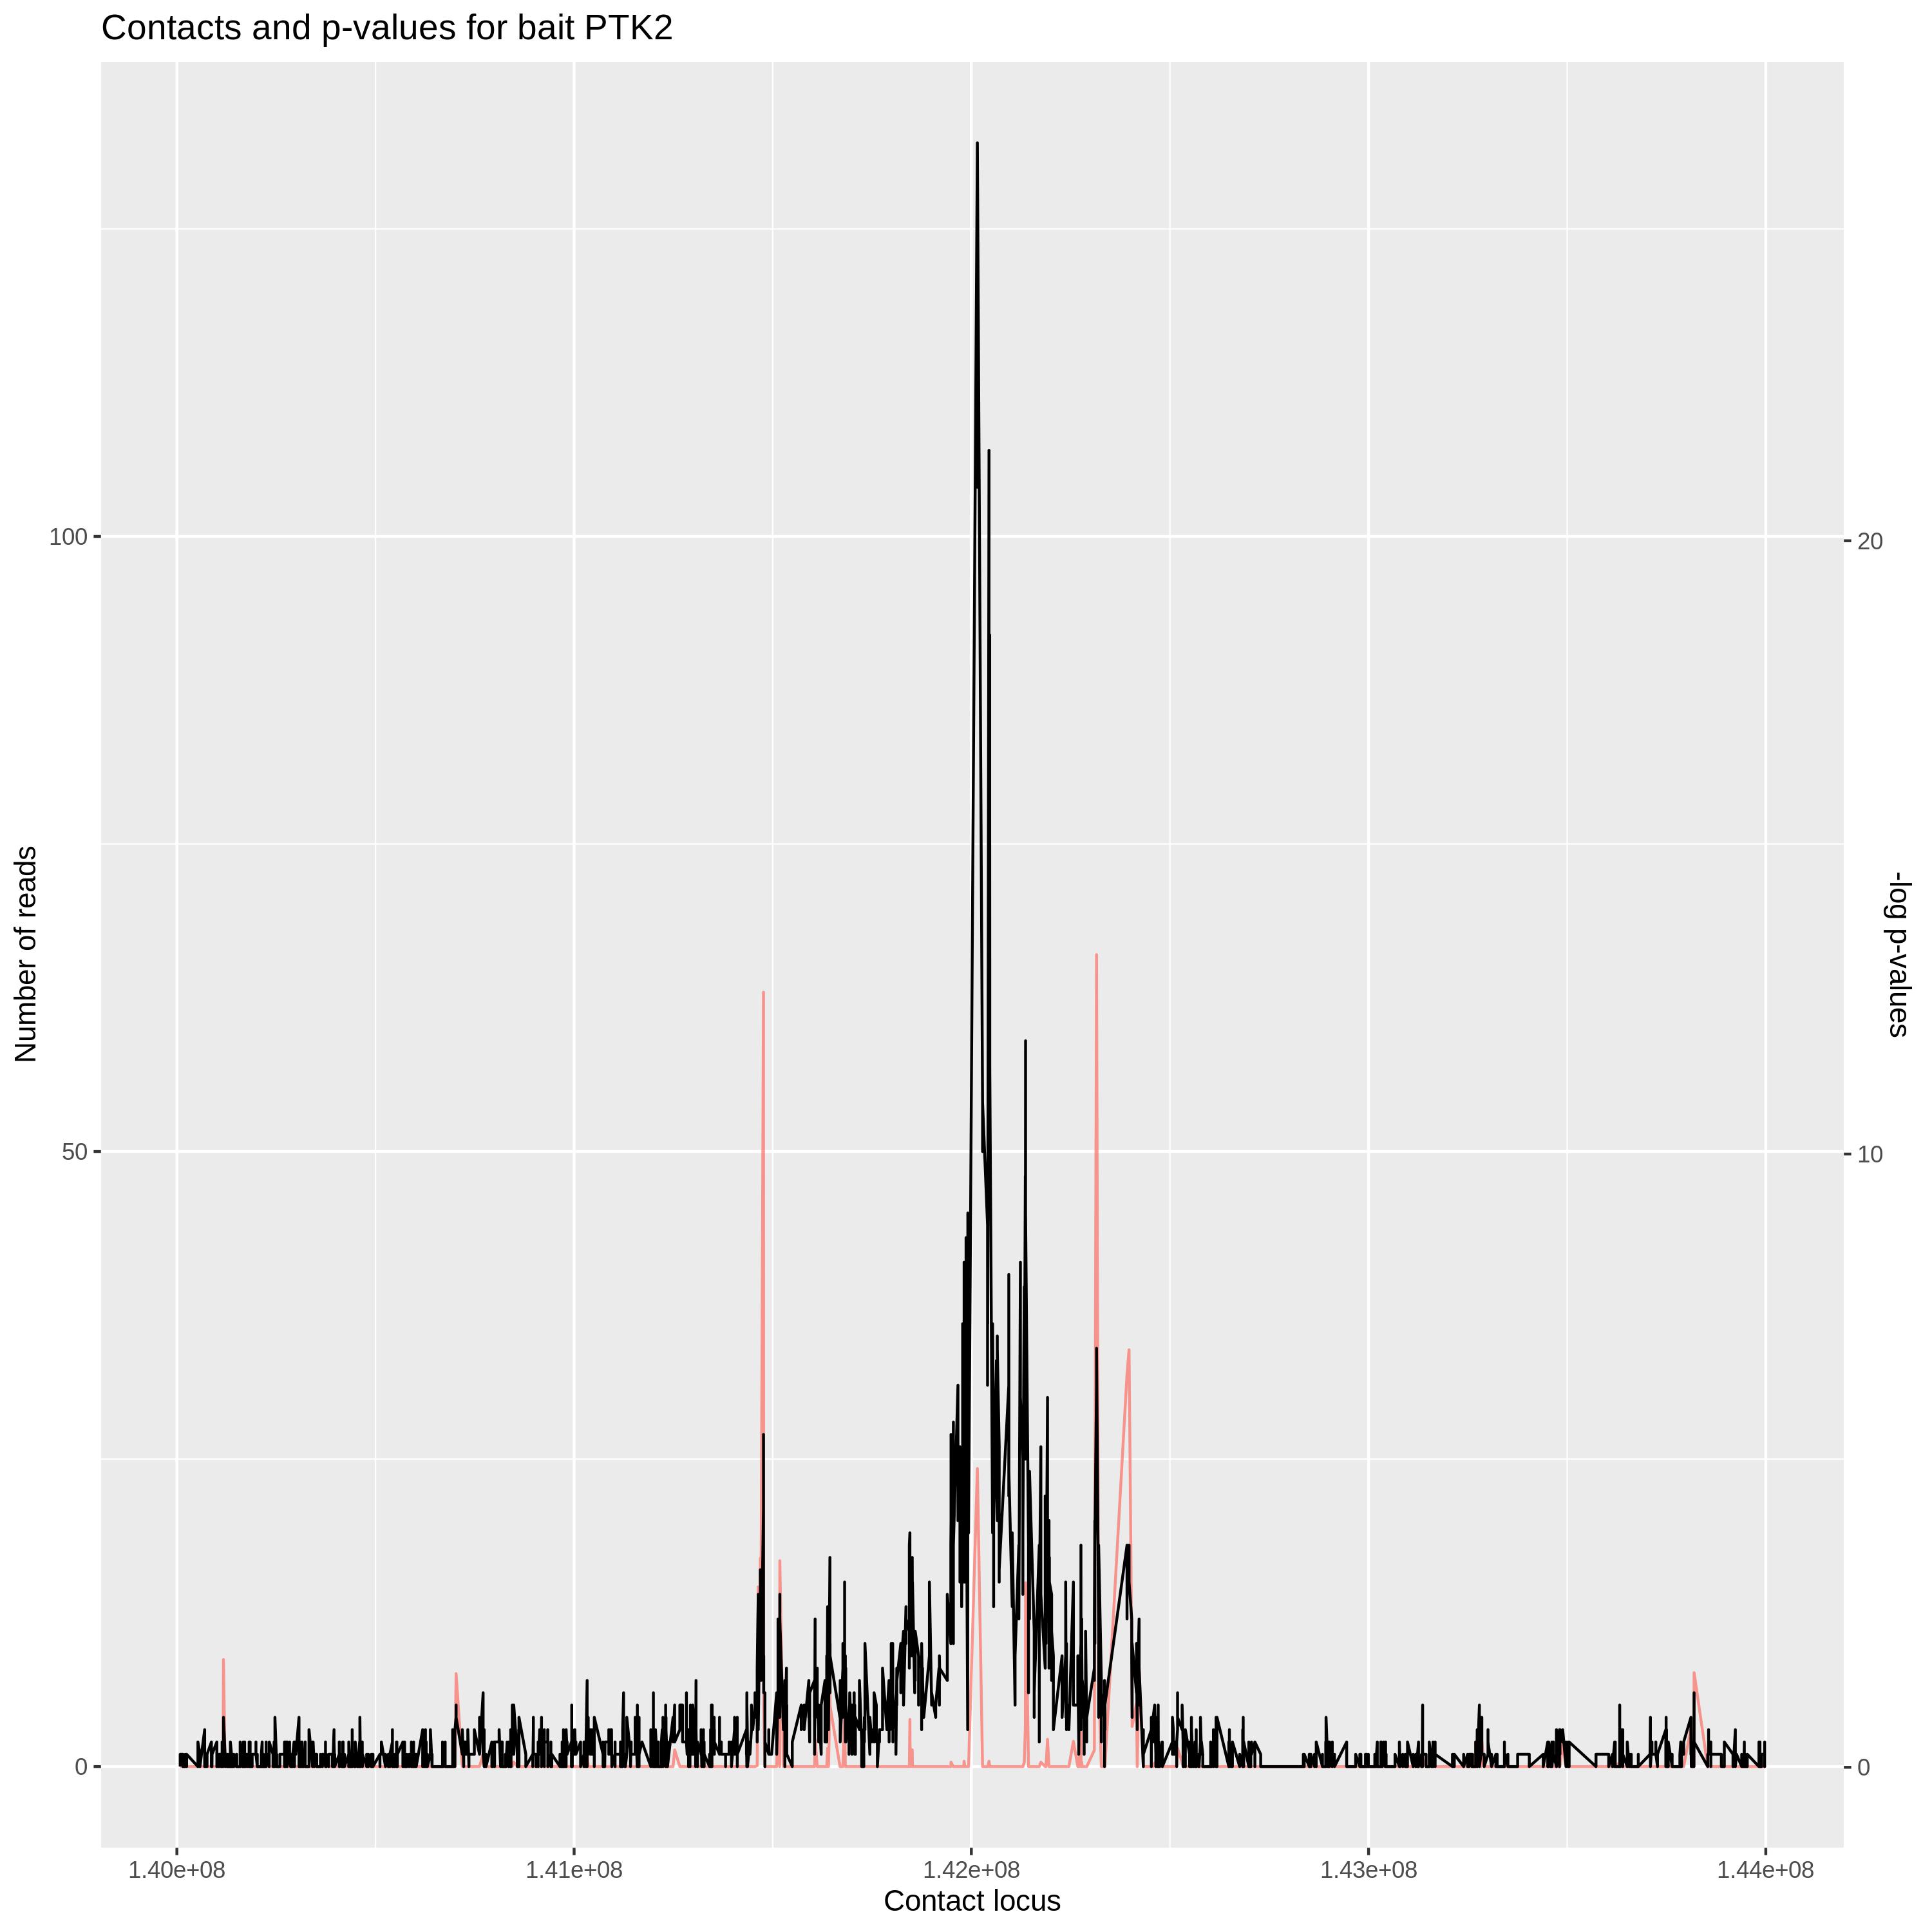 Contacts and p-values for bait PTK2
100
50
0
Number of reads
20
10
0
-log p-values
1.40e+08
1.41e+08
1.42e+08
1.43e+08
1.44e+08
Contact locus